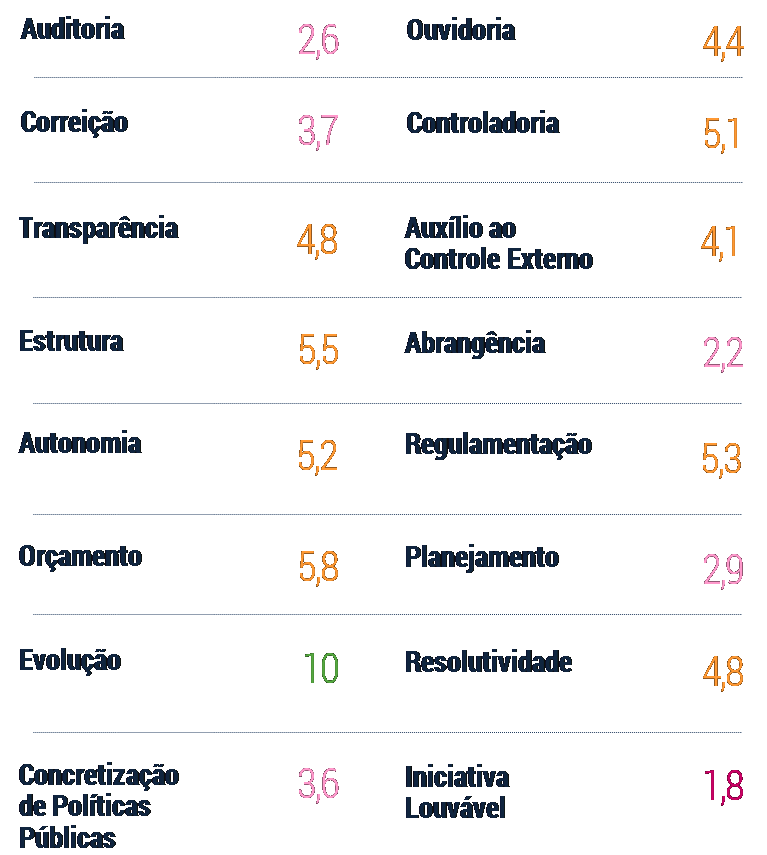 Auditoria 2,6 Ouvidoria 4,4
Correição 3,7 Controladoria 5,1
Transparência 4,8 Auxílio ao
Controle Externo 4,1
Estrutura 5,5 Abrangência 2,2
Autonomia 5,2 Regulamentação 5,3
Orçamento 5,8 Planejamento 2,9
Evolução 10 Resolutividade 4,8
Concretização
de Políticas
Públicas 3,6 Iniciativa
Louvável 1,8